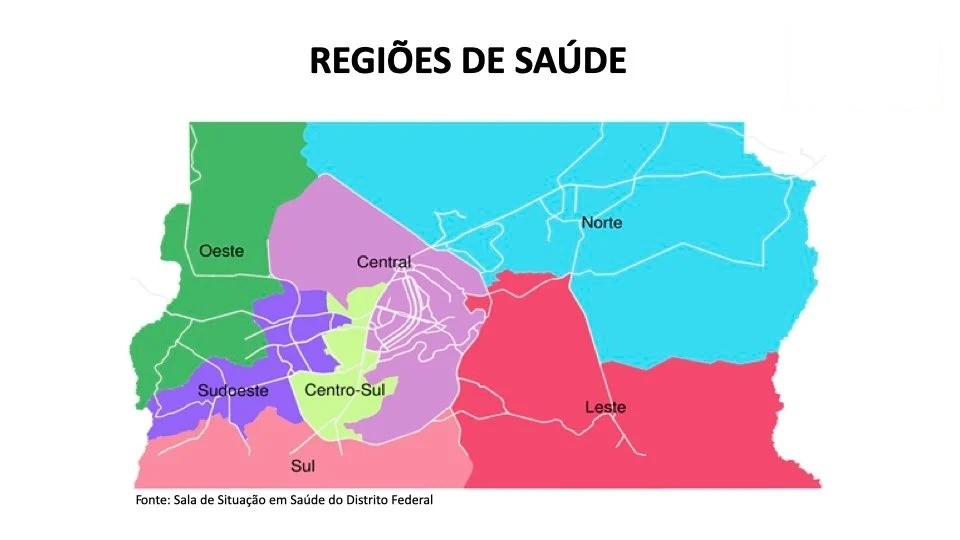 REGIÕES DE SAÚDE
Norte
Oeste
Central
Sudoeste
Centro-Sul
Leste
Sul
Fonte: Sala de Situação em Saúde do Distrito Federal